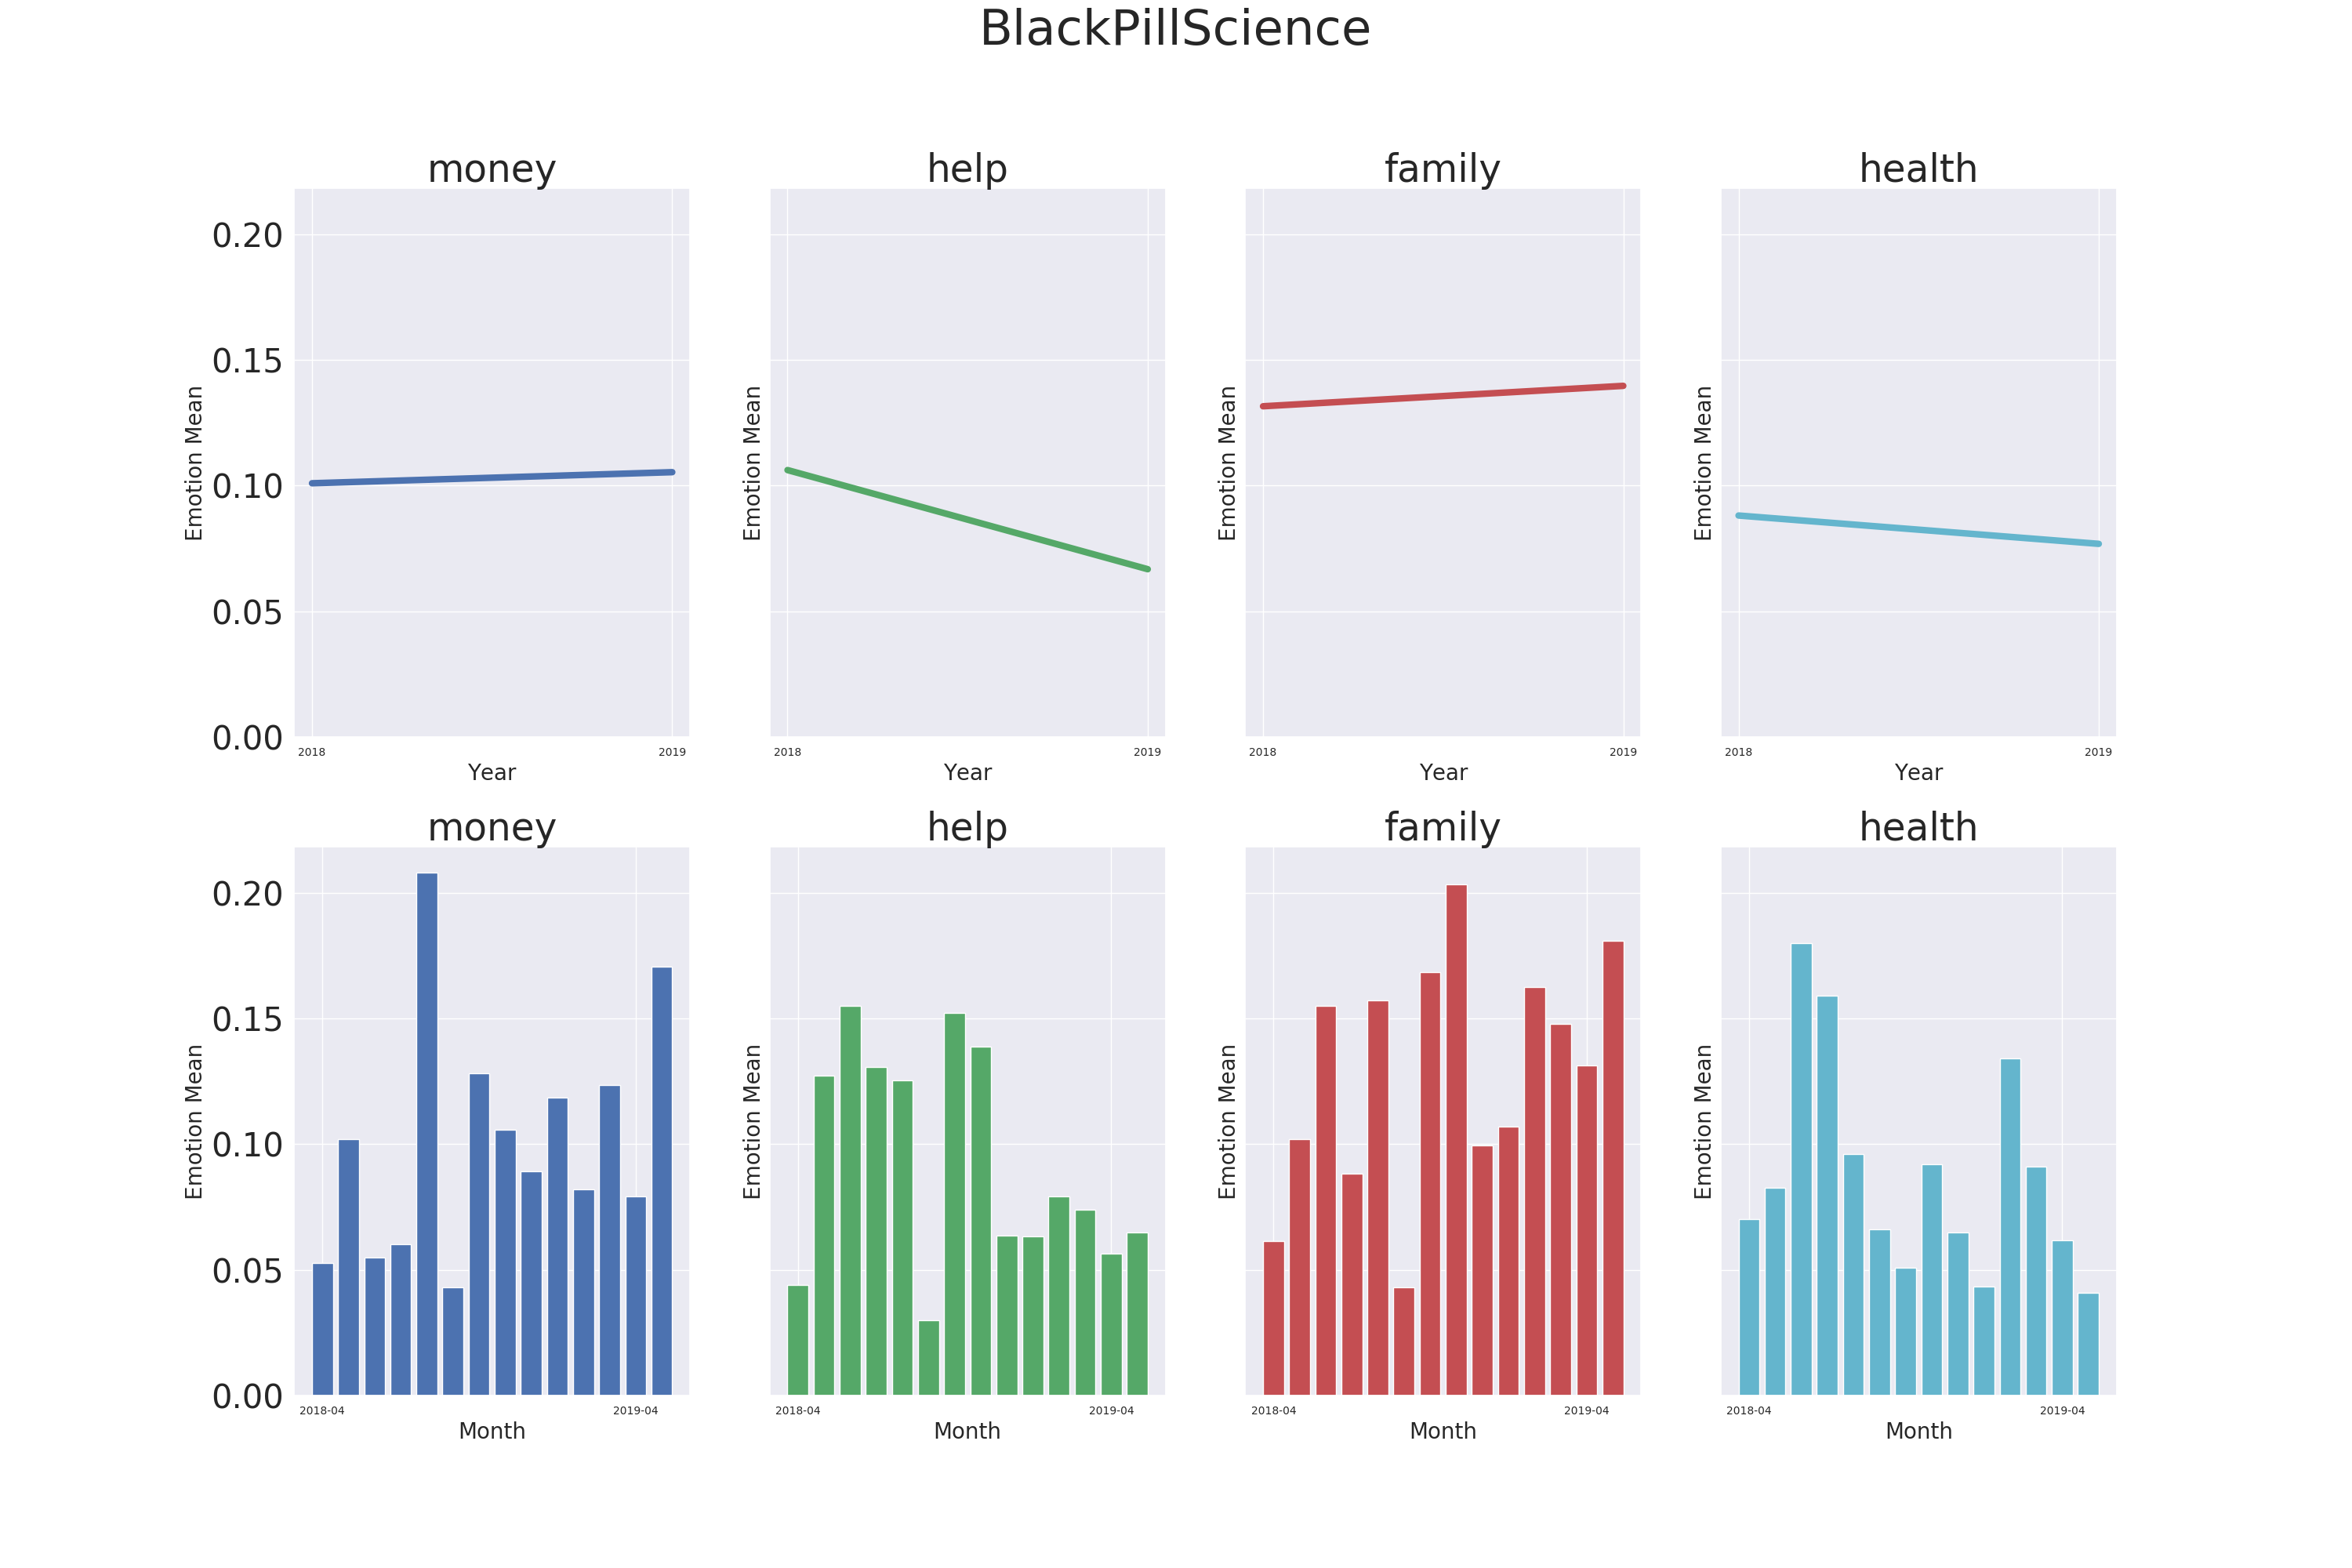 BlackPillScience
money
help
family
health
0.20
0.15
0.10
0.05
0.00
Emotion Mean
Emotion Mean
Emotion Mean
Emotion Mean
2018
2019
2018
2019
2018
2019
2018
2019
Year
Year
Year
Year
money
help
family
health
0.20
0.15
0.10
0.05
0.00
Emotion Mean
Emotion Mean
Emotion Mean
Emotion Mean
2018-04
2019-04
2018-04
2019-04
2018-04
2019-04
2018-04
2019-04
Month
Month
Month
Month